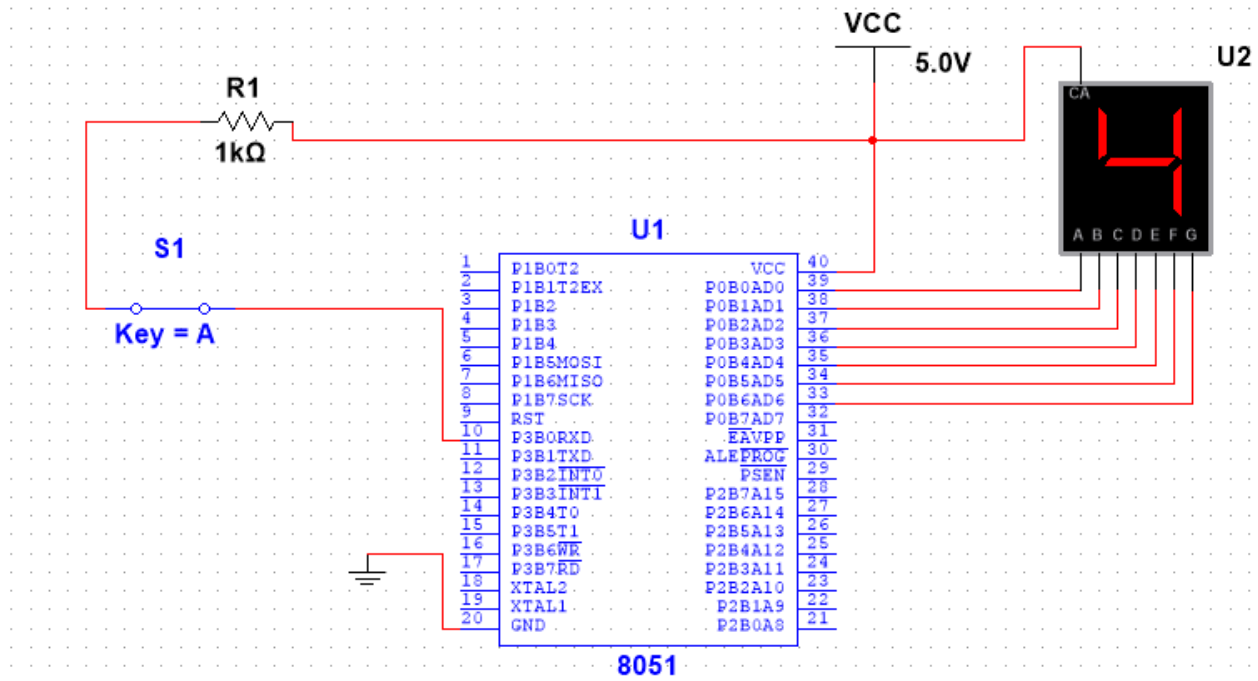 VCC
5.0V
U2
R1
1kΩ
CA
4
A B C D E F G
S1
Key = A
U1
1 P1B0T2
2 P1B1T2EX
3 P1B2
4 P1B3
5 P1B4
6 P1B5MOSI
7 P1B6MISO
8 P1B7SCK
9 RST
10 P3B0RXD
11 P3B1TXD
12 P3B2INT0
13 P3B3INT1
14 P3B4T0
15 P3B5T1
16 P3B6WR
17 P3B7RD
18 XTAL2
19 XTAL1
20 GND
VCC 40
P0B0AD0 39
P0B1AD1 38
P0B2AD2 37
P0B3AD3 36
P0B4AD4 35
P0B5AD5 34
P0B6AD6 33
P0B7AD7 32
EAVPP 31
ALEPROG 30
PSEN 29
P2B7A15 28
P2B6A14 27
P2B5A13 26
P2B4A12 25
P2B3A11 24
P2B2A10 23
P2B1A9 22
P2B0A8 21
8051